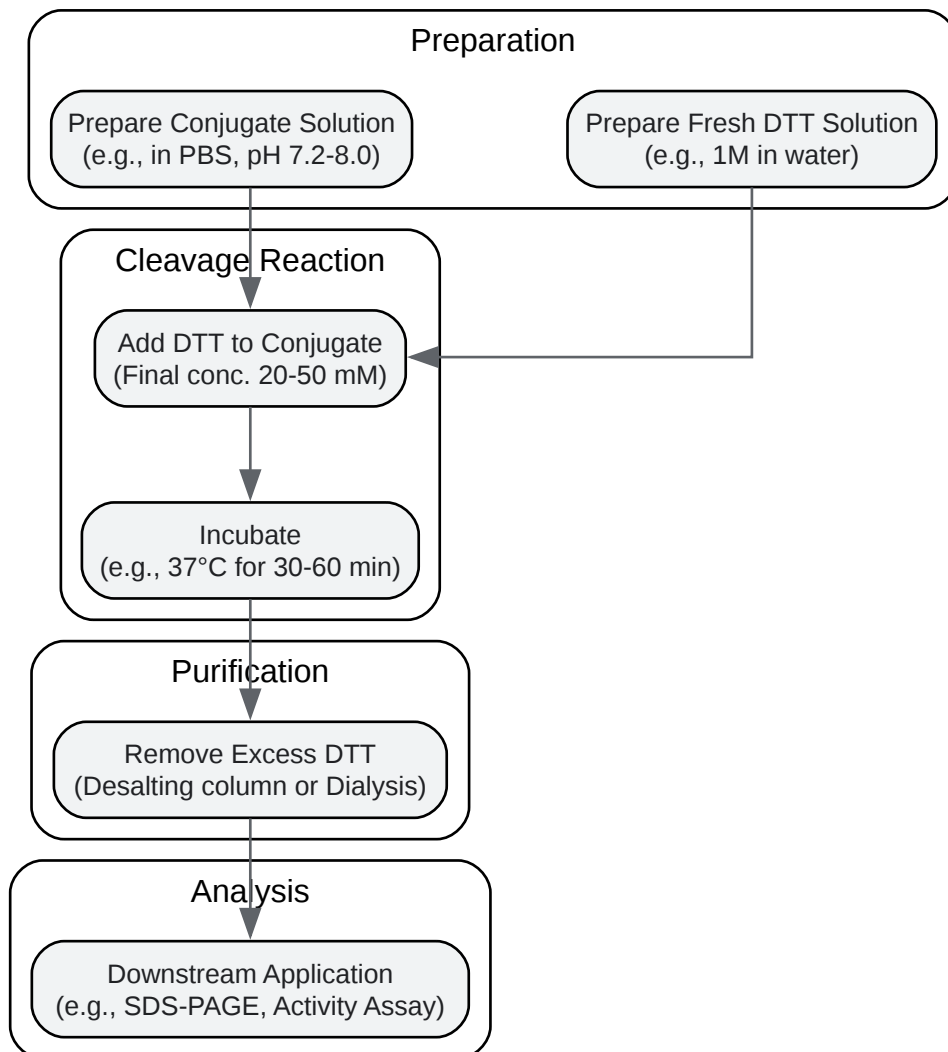 Preparation
Prepare Conjugate Solution
(e.g., in PBS, pH 7.2-8.0)
Prepare Fresh DTT Solution
(e.g., 1M in water)
Cleavage Reaction
Add DTT to Conjugate
(Final conc. 20-50 mM)
Incubate
(e.g., 37°C for 30-60 min)
Purification
Remove Excess DTT
(Desalting column or Dialysis)
Analysis
Downstream Application
(e.g., SDS-PAGE, Activity Assay)